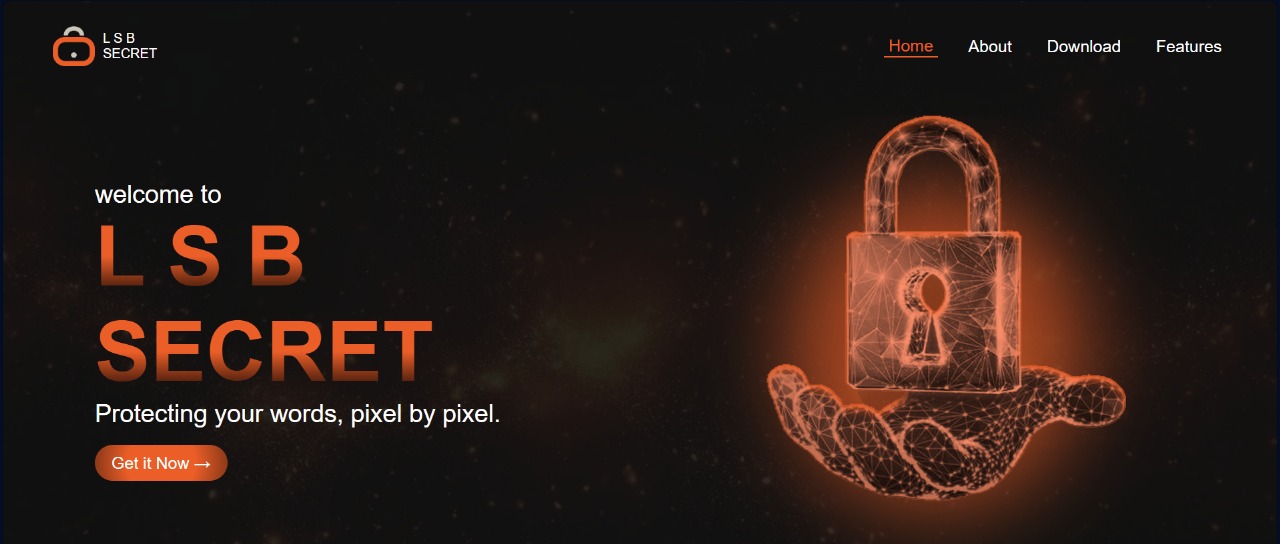 L S B
SECRET
Home
About
Download
Features
welcome to
L S B
SECRET
Protecting your words, pixel by pixel.
Get it Now →